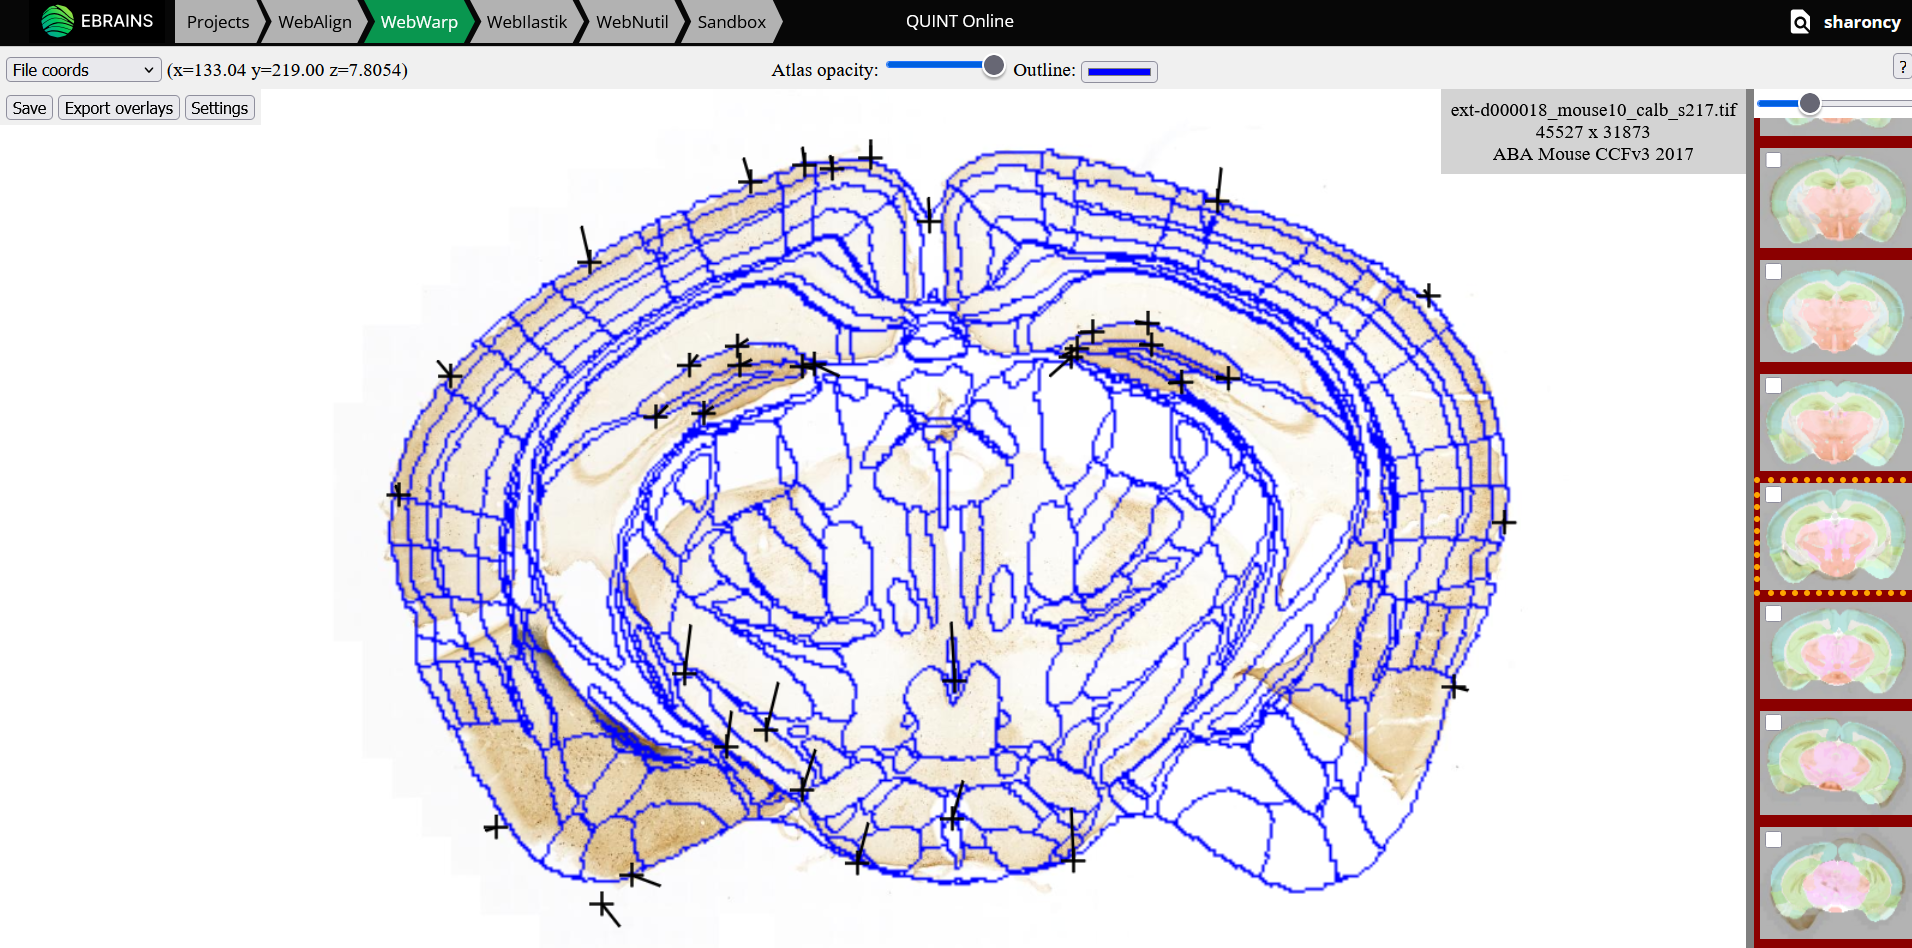 EBRAINS Projects WebAlign WebWarp WebIlastik WebNutil Sandbox QUINT Online sharoncy
File coords (x=133.04 y=219.00 z=7.8054) Atlas opacity: Outline: ?
Save Export overlays Settings
ext-d000018_mouse10_calb_s217.tif
45527 x 31873
ABA Mouse CCFv3 2017